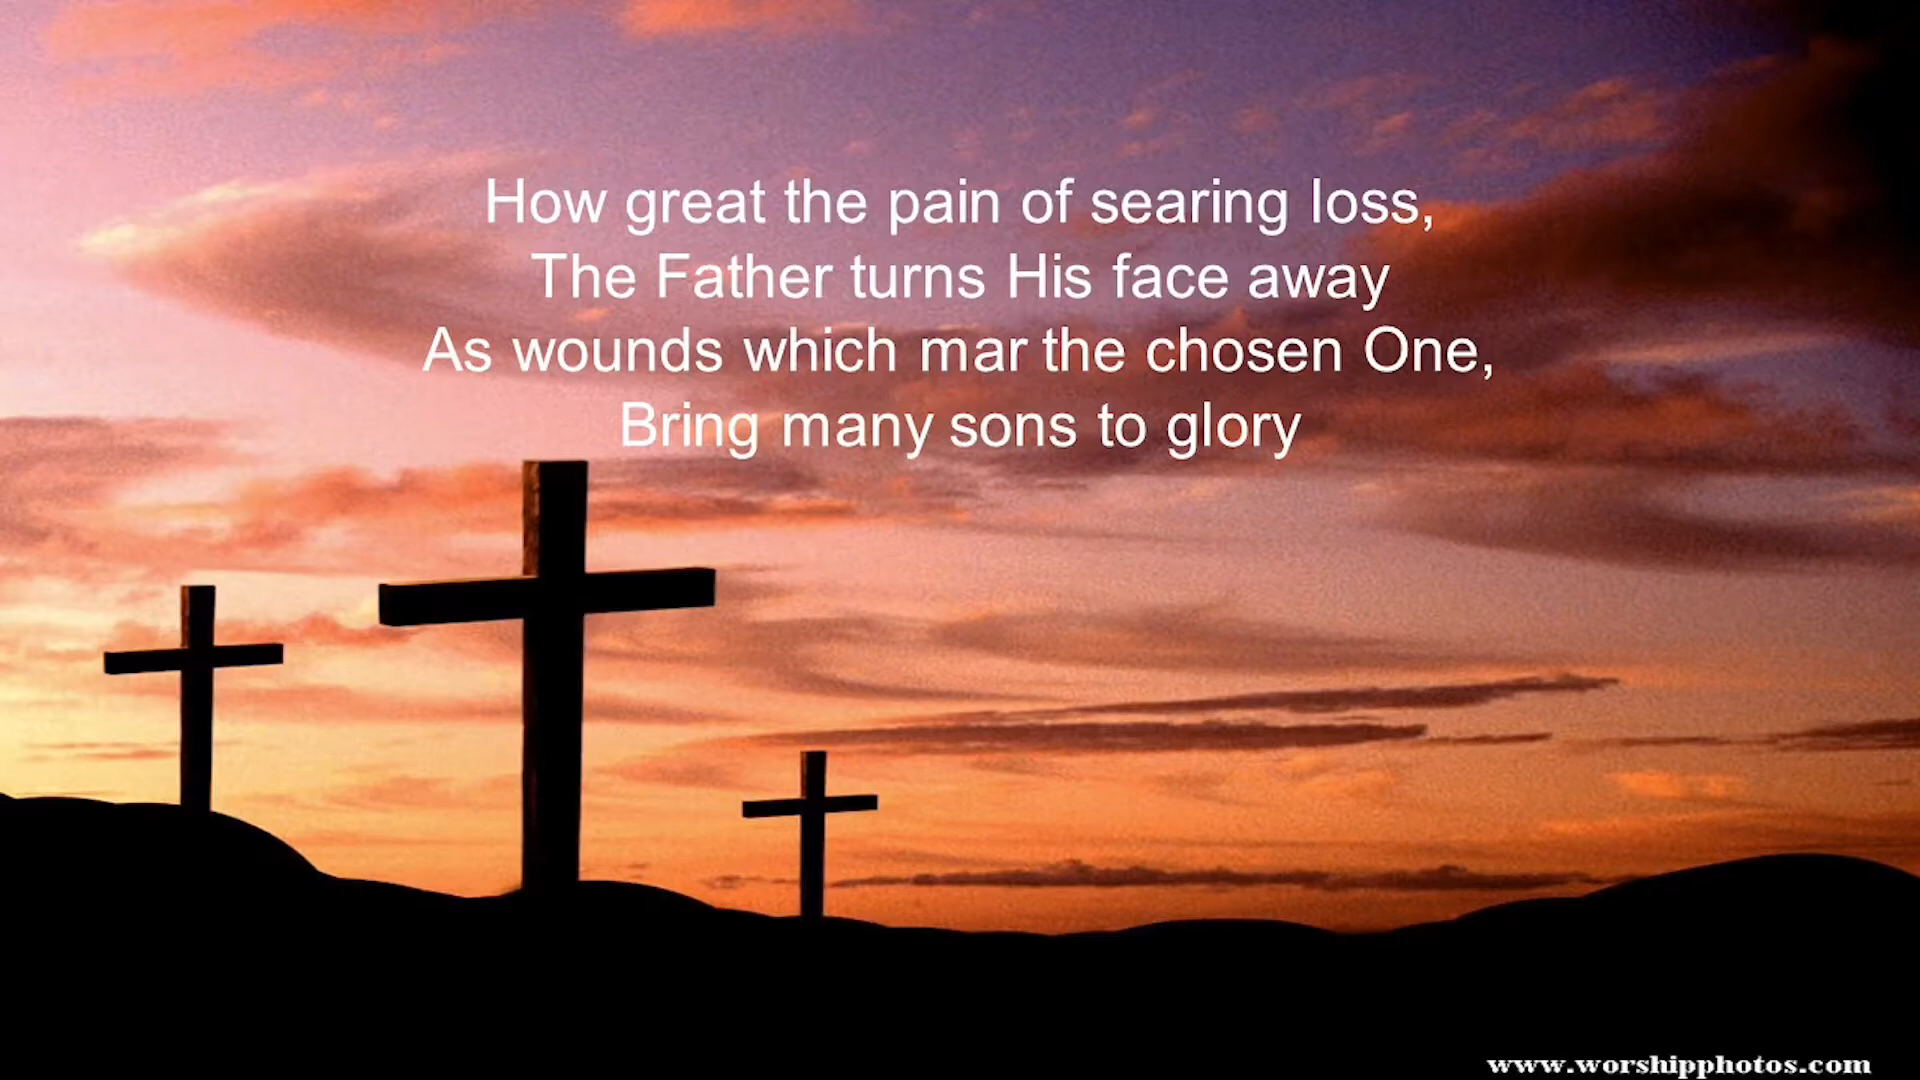 How great the pain of searing loss,
The Father turns His face away
As wounds which mar the chosen One,
Bring many sons to glory
www.worshipphotos.com